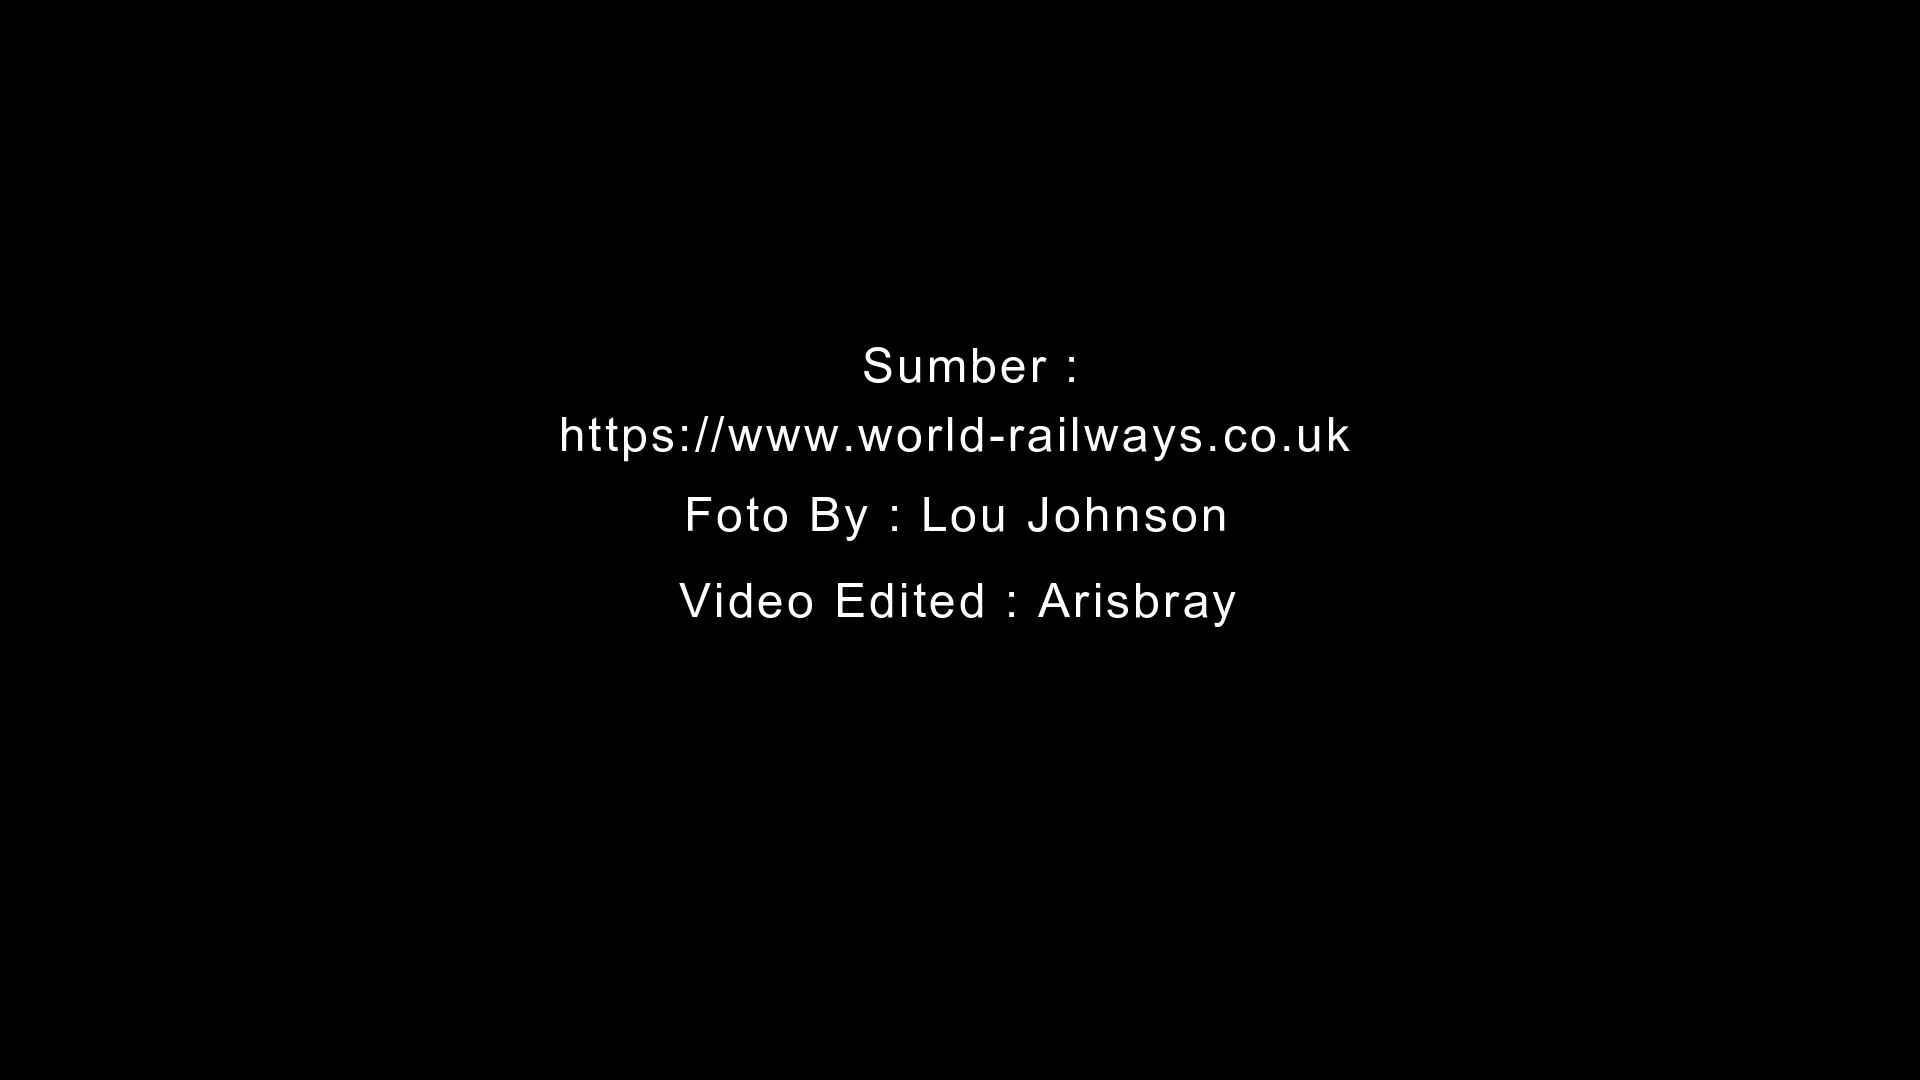 Sumber :
https://www.world-railways.co.uk
Foto By : Lou Johnson
Video Edited : Arisbray